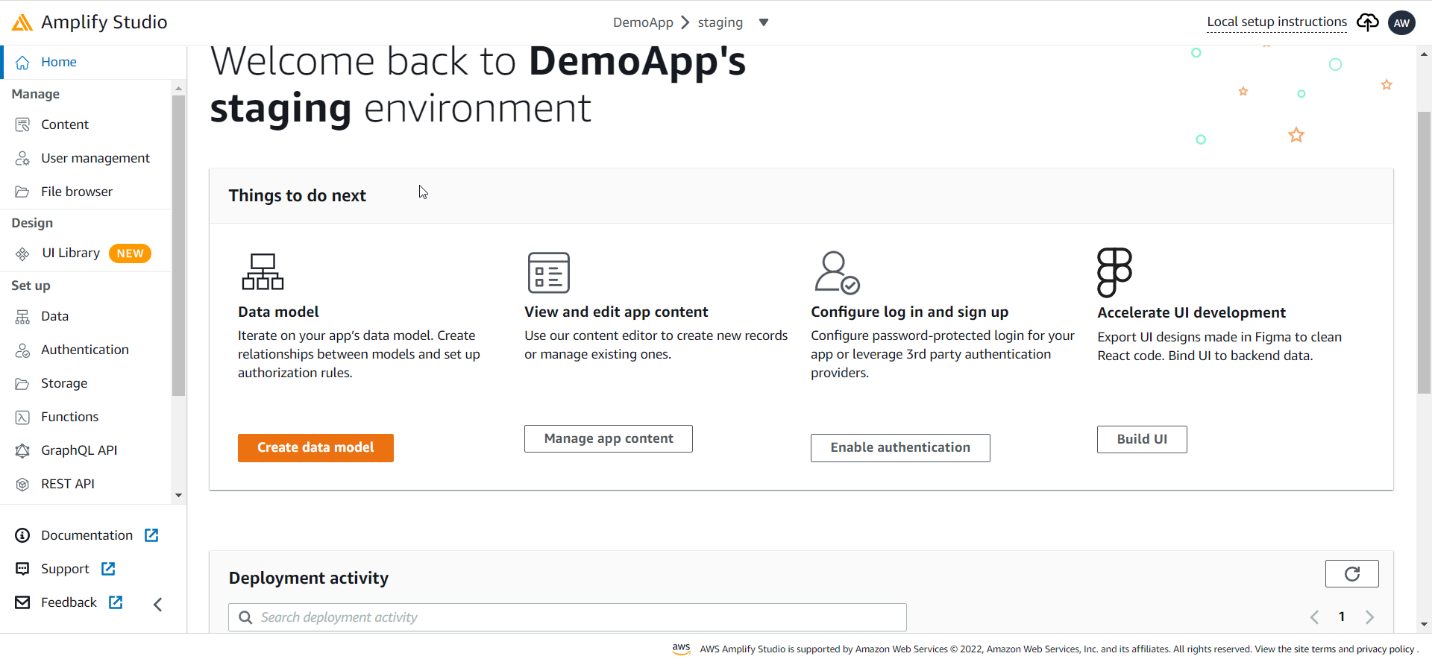 Amplify Studio
DemoApp
staging
Local setup instructions
AW
Home
Manage
Content
User management
File browser
Design
UI Library NEW
Set up
Data
Authentication
Storage
Functions
GraphQL API
REST API
Documentation
Support
Feedback
Welcome back to DemoApp's
staging environment
Things to do next
Data model
Iterate on your app's data model. Create
relationships between models and set up
authorization rules.
Create data model
View and edit app content
Use our content editor to create new records
or manage existing ones.
Manage app content
Configure log in and sign up
Configure password-protected login for your
app or leverage 3rd party authentication
providers.
Enable authentication
Accelerate UI development
Export UI designs made in Figma to clean
React code. Bind UI to backend data.
Build UI
Deployment activity
Search deployment activity
1
aws AWS Amplify Studio is supported by Amazon Web Services © 2022, Amazon Web Services, Inc. and its affiliates. All rights reserved. View the site terms and privacy policy .